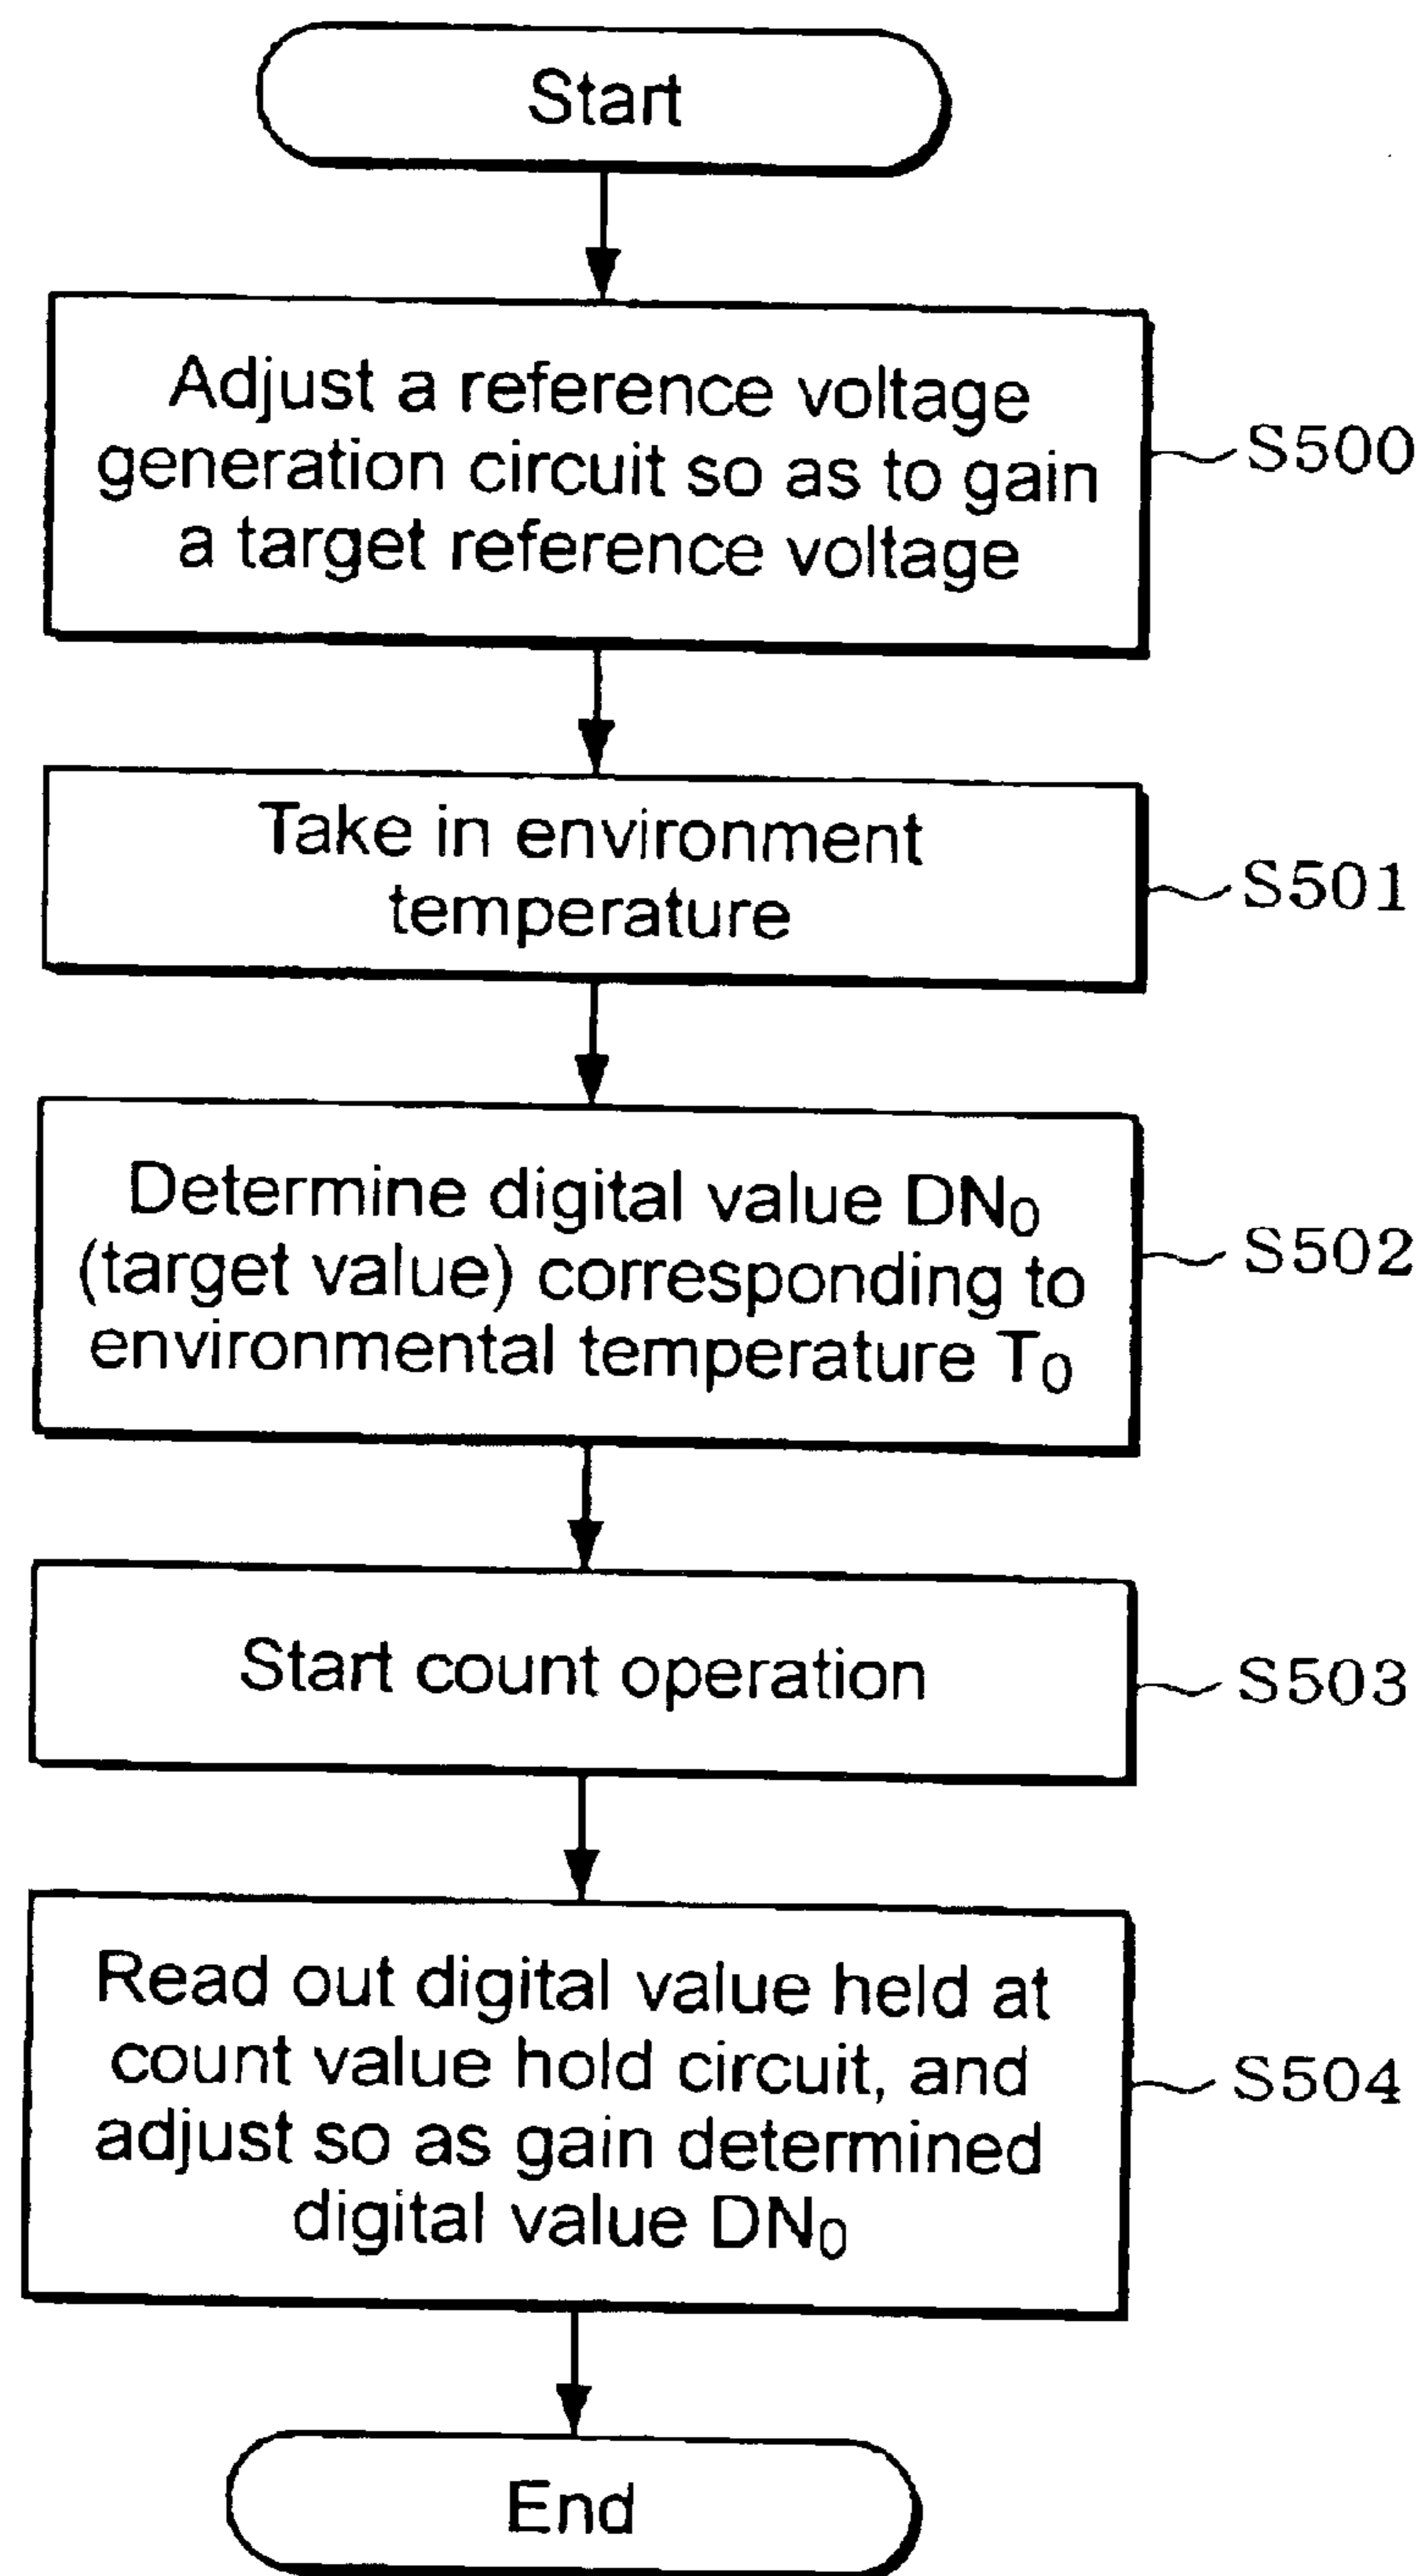 Start
Adjust a reference voltage
generation circuit so as to gain
a target reference voltage
S500
Take in environment
temperature
S501
Determine digital value DN₀
(target value) corresponding to
environmental temperature T₀
S502
Start count operation
S503
Read out digital value held at
count value hold circuit, and
adjust so as gain determined
digital value DN₀
S504
End